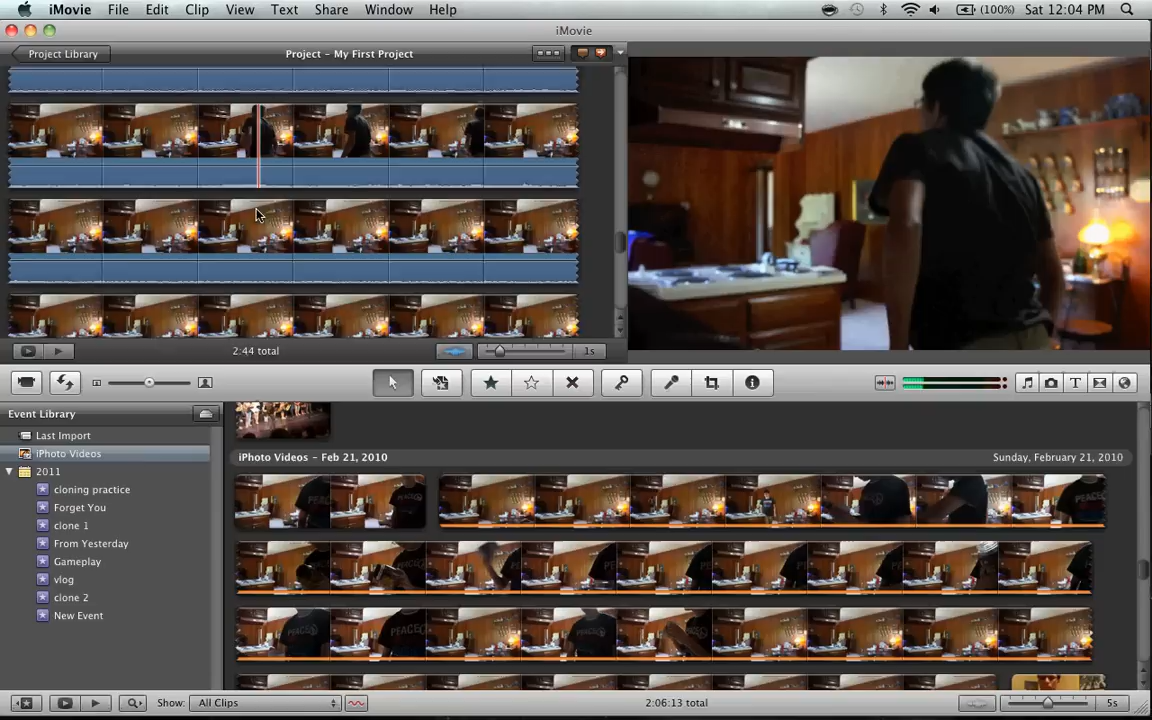 iMovie File Edit Clip View Text Share Window Help (100%) Sat 12:04 PM
iMovie
Project Library Project – My First Project
2:44 total 1s
Event Library
Last Import
iPhoto Videos
2011
cloning practice
Forget You
clone 1
From Yesterday
Gameplay
vlog
clone 2
New Event
iPhoto Videos – Feb 21, 2010 Sunday, February 21, 2010
PEACE
PEACE
PEACE
Show: All Clips 2:06:13 total 5s